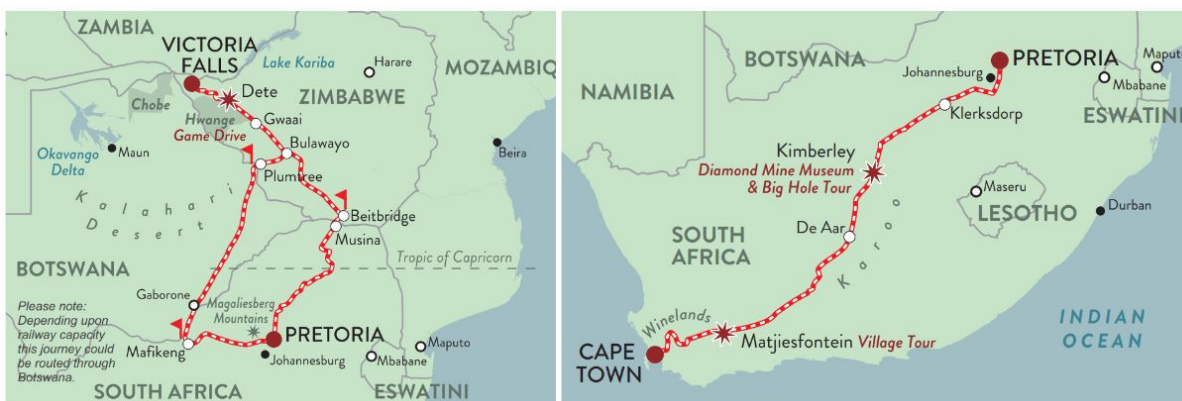 ZAMBIA
VICTORIA
FALLS
Lake Kariba
Harare
MOZAMBIQ
ZIMBABWE
Dete
Chobe
Hwange
Game Drive
Gwaai
Bulawayo
Okavango
Delta
Maun
Beira
Plumtree
Kalahari
Desert
Beitbridge
Musina
Tropic of Capricorn
BOTSWANA
Gaborone
Magaliesberg
Mountains
Please note:
Depending upon
railway capacity
this journey could
be routed through
Botswana.
Mafikeng
PRETORIA
Johannesburg
Mbabane
Maputo
SOUTH AFRICA
ESWATINI
BOTSWANA
PRETORIA
Johannesburg
Maputo
Mbabane
NAMIBIA
Klerksdorp
ESWATINI
Kimberley
Diamond Mine Museum
& Big Hole Tour
Maseru
LESOTHO
Durban
SOUTH
AFRICA
De Aar
Karoo
Winelands
INDIAN
OCEAN
Matjiesfontein Village Tour
CAPE
TOWN